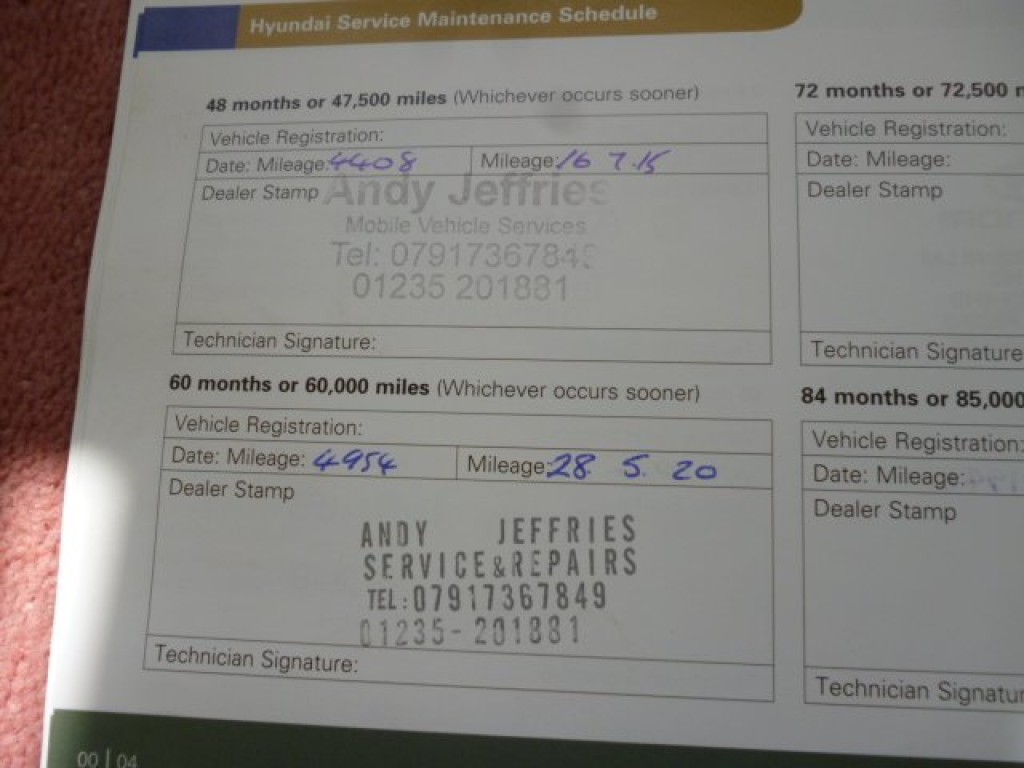 Hyundai Service Maintenance Schedule
48 months or 47,500 miles (Whichever occurs sooner)
Vehicle Registration:
Date: Mileage: 4408 Mileage: 16 7.15
Dealer Stamp
Andy Jeffries
Mobile Vehicle Services
Tel: 0791736784
01235 201881
Technician Signature:
60 months or 60,000 miles (Whichever occurs sooner)
Vehicle Registration:
Date: Mileage: 4954 Mileage: 28 5. 20
Dealer Stamp
ANDY JEFFRIES
SERVICE & REPAIRS
TEL: 07917367849
01235-201881
Technician Signature:
72 months or 72,500 m
Vehicle Registration:
Date: Mileage:
Dealer Stamp
Technician Signature
84 months or 85,000
Vehicle Registration:
Date: Mileage:
Dealer Stamp
Technician Signatur
00 | 04